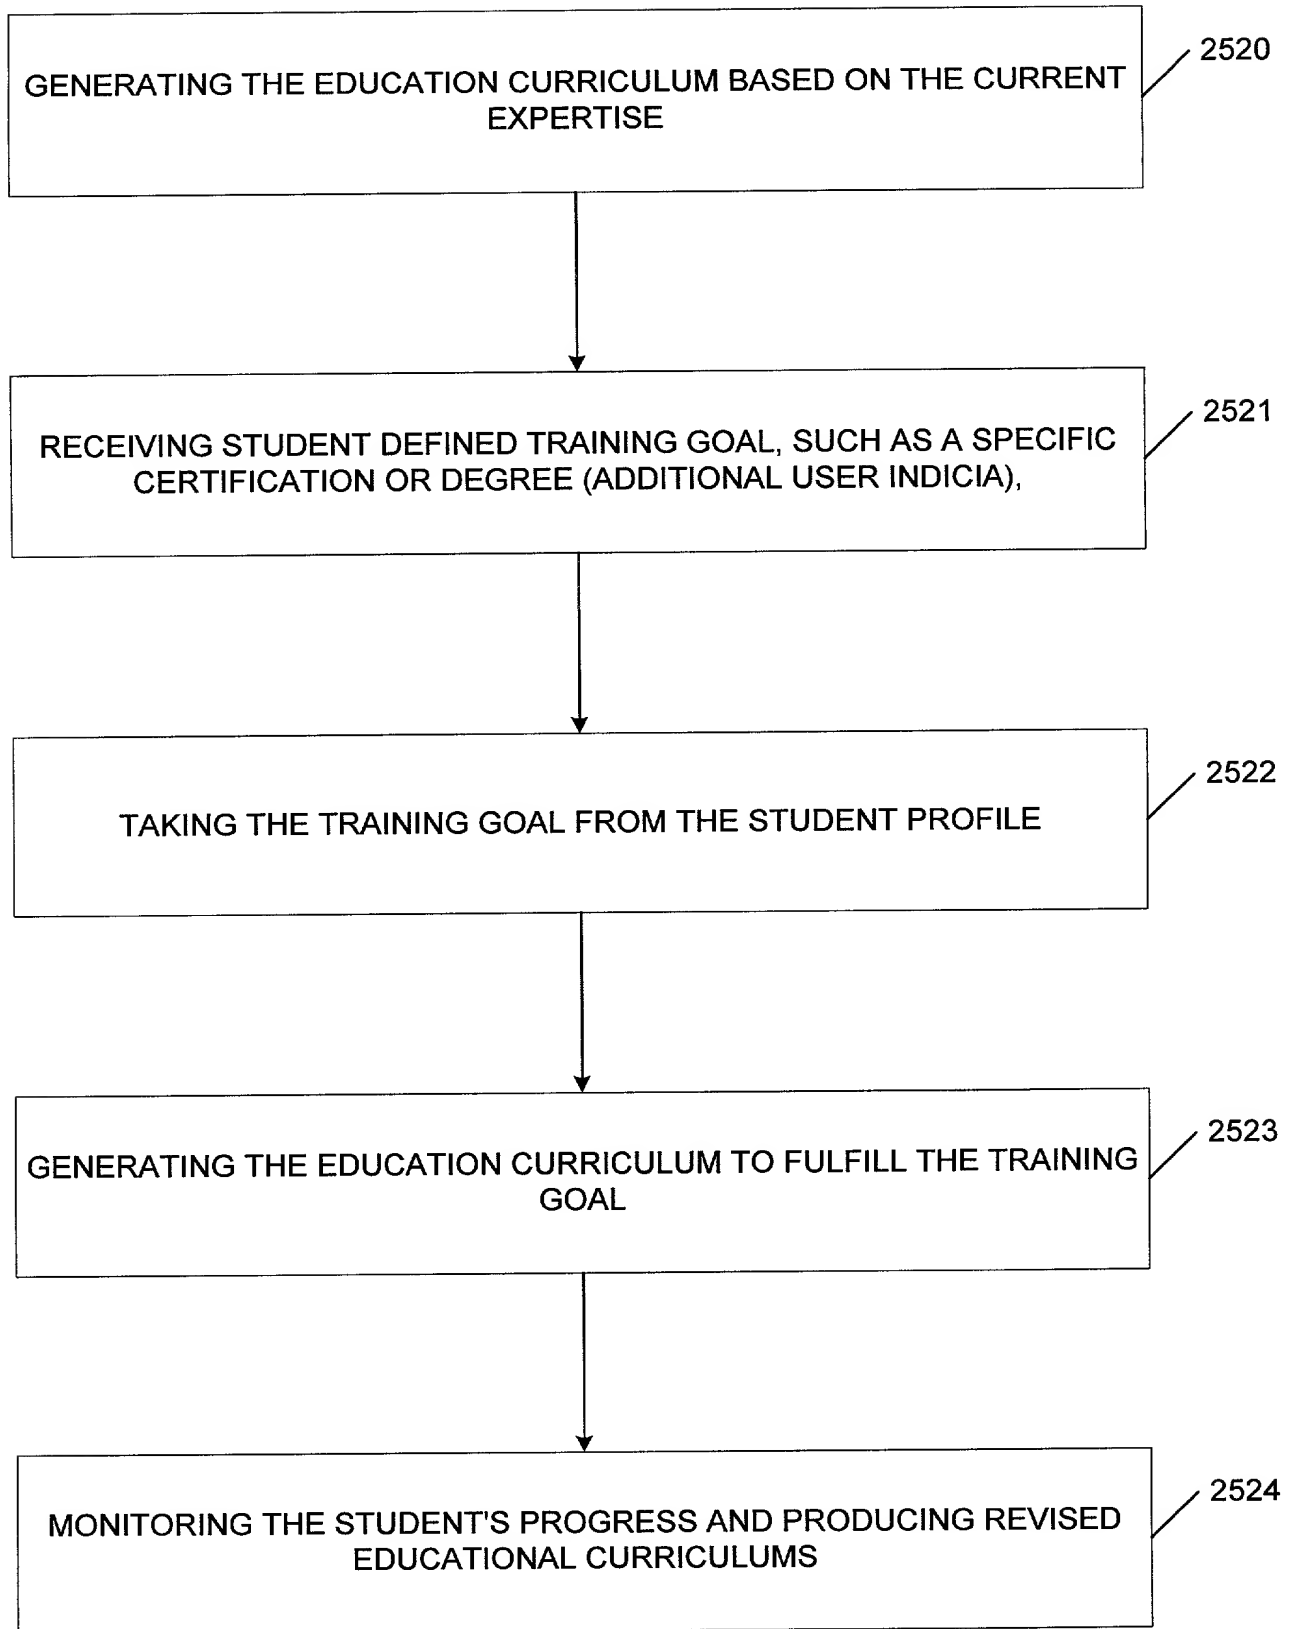 GENERATING THE EDUCATION CURRICULUM BASED ON THE CURRENT
EXPERTISE
2520
RECEIVING STUDENT DEFINED TRAINING GOAL, SUCH AS A SPECIFIC
CERTIFICATION OR DEGREE (ADDITIONAL USER INDICIA),
2521
TAKING THE TRAINING GOAL FROM THE STUDENT PROFILE
2522
GENERATING THE EDUCATION CURRICULUM TO FULFILL THE TRAINING
GOAL
2523
MONITORING THE STUDENT'S PROGRESS AND PRODUCING REVISED
EDUCATIONAL CURRICULUMS
2524